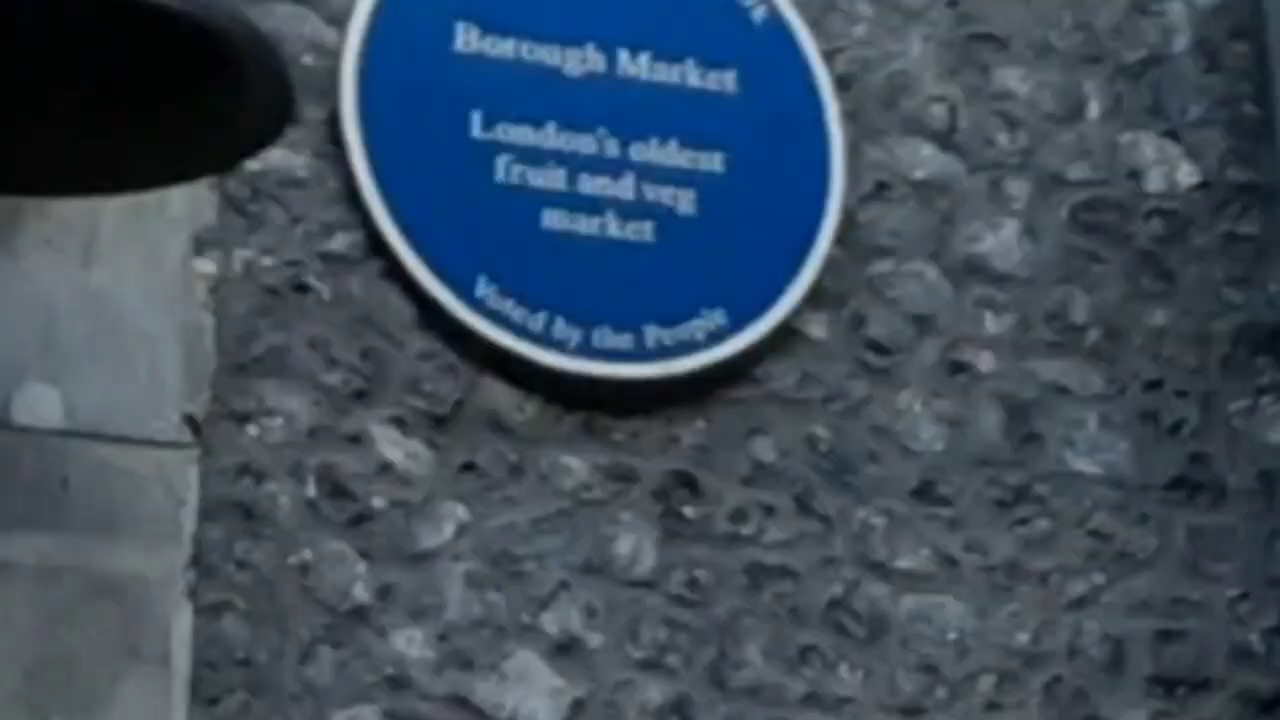 Borough Market
London's oldest
fruit and veg
market
Voted by the People